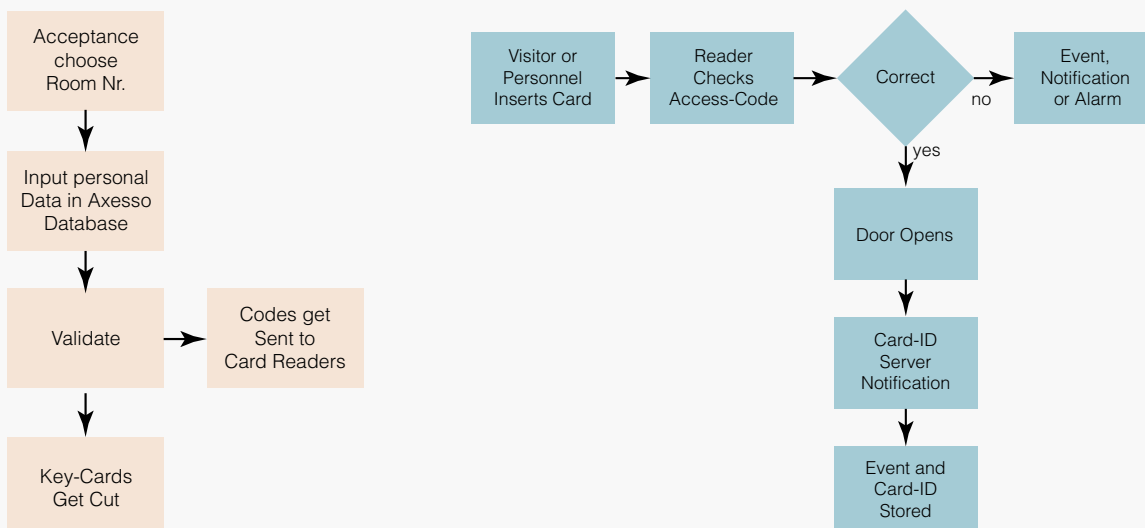 Acceptance
choose
Room Nr.
Input personal
Data in Axesso
Database
Validate
Codes get
Sent to
Card Readers
Key-Cards
Get Cut
Visitor or
Personnel
Inserts Card
Reader
Checks
Access-Code
Correct
no
Event,
Notification
or Alarm
yes
Door Opens
Card-ID
Server
Notification
Event and
Card-ID
Stored